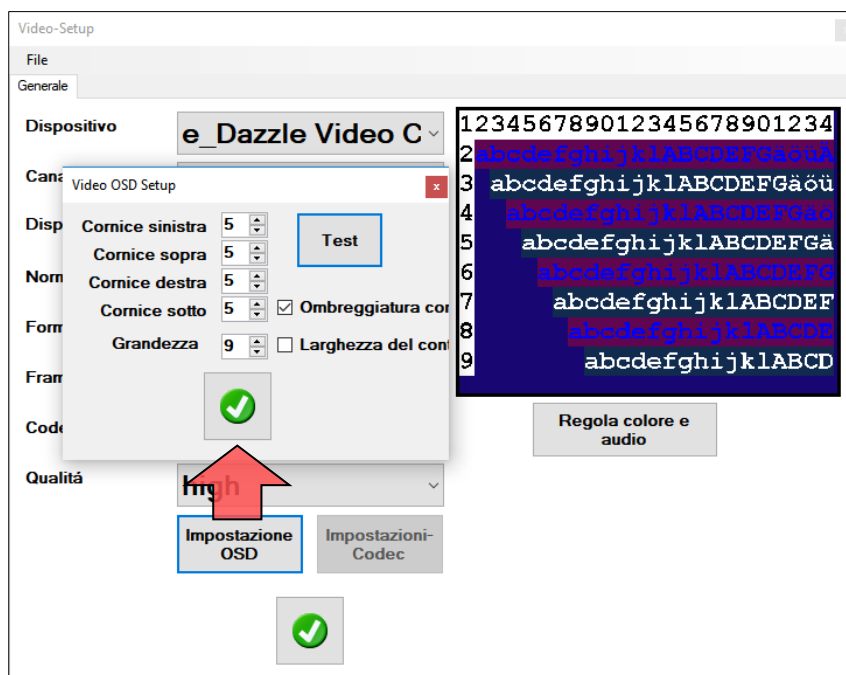 Video-Setup
File
Generale
Dispositivo
e_Dazzle Video C
Cana
Disp
Norm
Form
Fram
Code
Qualitá
high
Video OSD Setup
x
Cornice sinistra 5
Cornice sopra 5
Cornice destra 5
Cornice sotto 5
Grandezza 9
Test
Ombreggiatura cor
Larghezza del cont
Impostazione
OSD
Impostazioni-
Codec
123456789012345678901234
2abcdefghijklABCDEFGäöüÀ
3 abcdefghijklABCDEFGäöü
4 abcdefghijklABCDEFGäö
5 abcdefghijklABCDEFGä
6 abcdefghijklABCDEFG
7 abcdefghijklABCDEF
8 abcdefghijklABCDE
9 abcdefghijklABCD
Regola colore e
audio